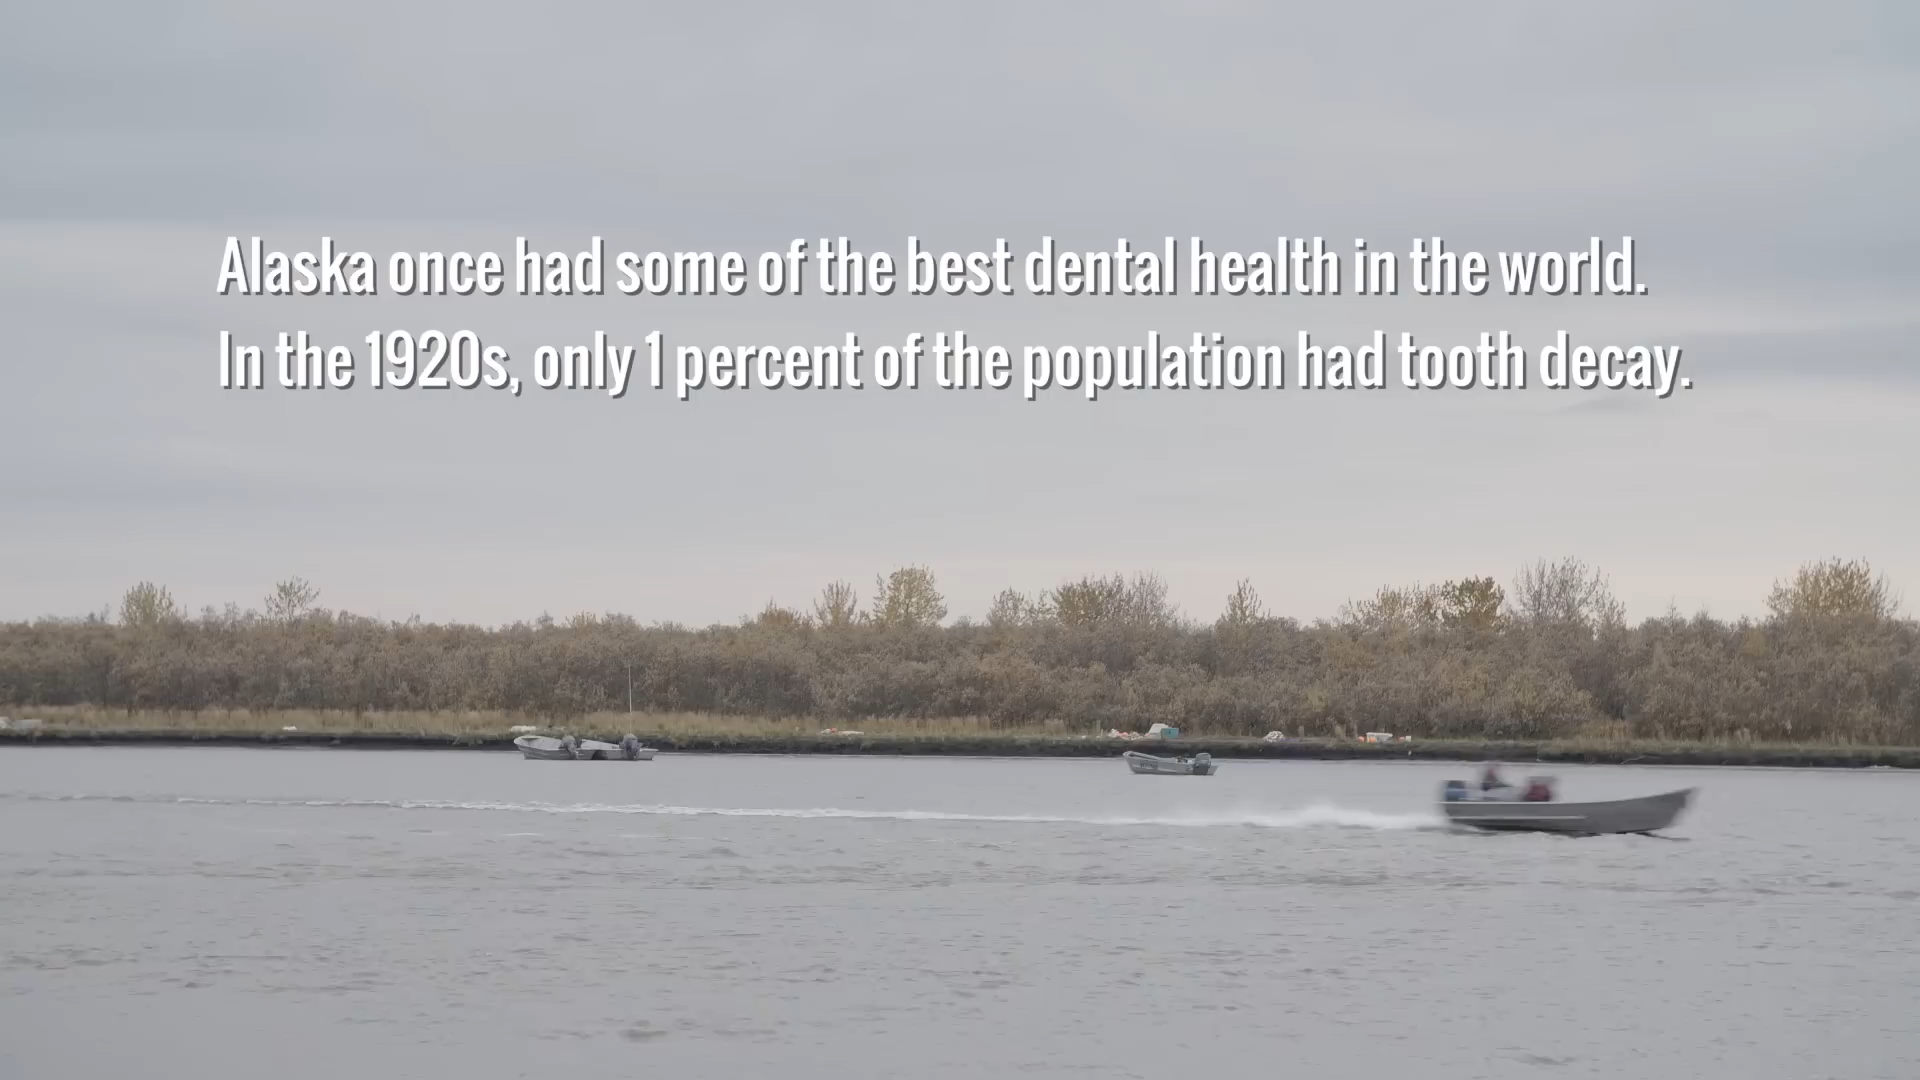 Alaska once had some of the best dental health in the world.
In the 1920s, only 1 percent of the population had tooth decay.